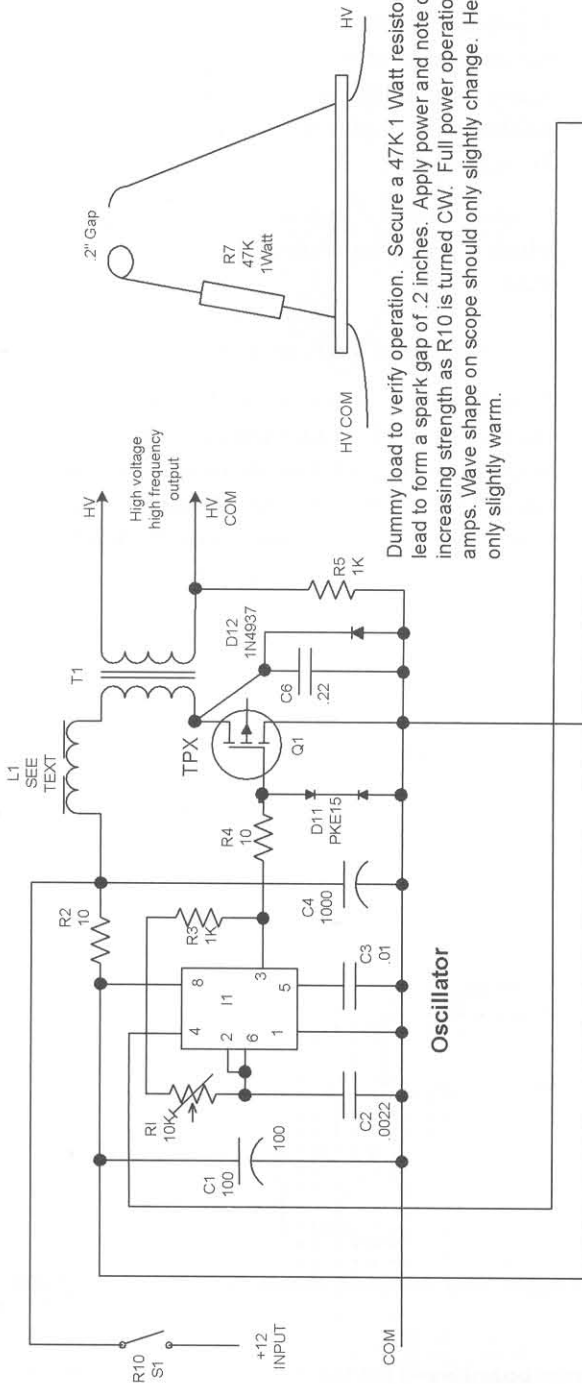 L1
SEE
TEXT
T1
HV
High voltage
high frequency
output
HV
COM
R2
10
R10
S1
+12
INPUT
COM
RI
10K
C1
100
100
C2
.0022
4
8
2
6
I1
3
1
5
R3
1K
R4
10
C3
.01
C4
1000
TPX
Q1
D11
PKE15
D12
1N4937
C6
.22
R5
1K
Oscillator
.2" Gap
R7
47K
1Watt
HV COM
HV
Dummy load to verify operation. Secure a 47K 1 Watt
lead to form a spark gap of .2 inches. Apply power and note
increasing strength as R10 is turned CW. Full power
amps. Wave shape on scope should only slightly change.
only slightly warm.